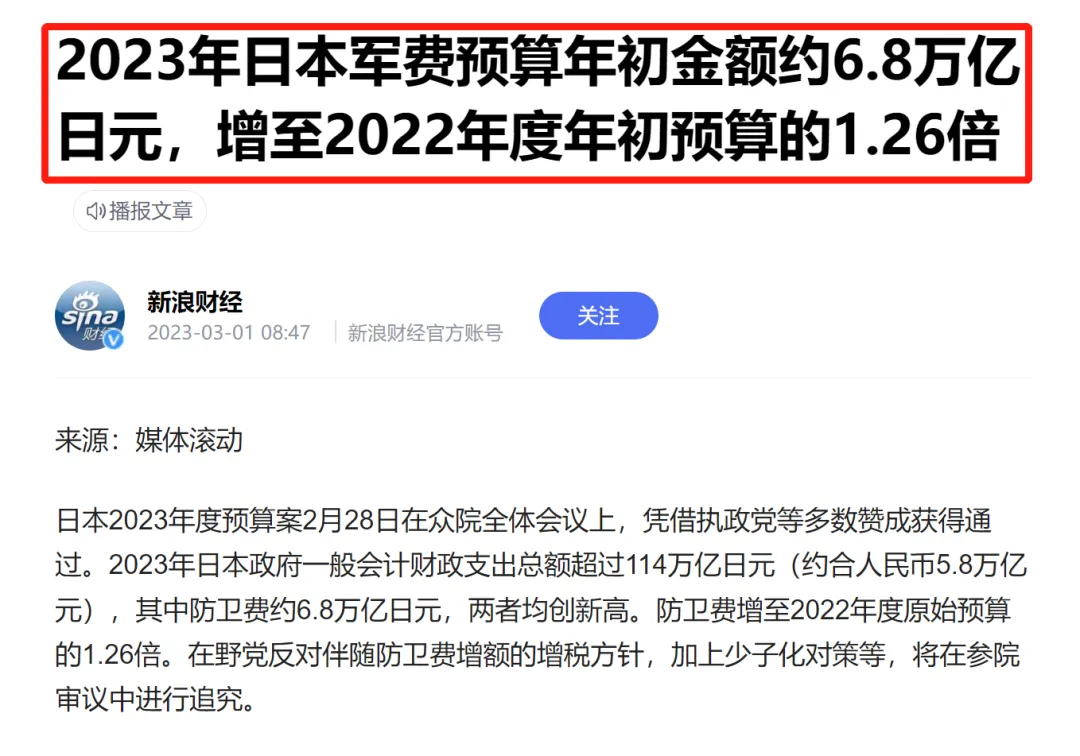 2023年日本军费预算年初金额约6.8万亿
日元，增至2022年度年初预算的1.26倍
播报文章
sina
财经
新浪财经
2023-03-01 08:47
新浪财经官方账号
关注
来源：媒体滚动
日本2023年度预算案2月28日在众院全体会议上，凭借执政党等多数赞成获得通
过。2023年日本政府一般会计财政支出总额超过114万亿日元（约合人民币5.8万亿
元），其中防卫费约6.8万亿日元，两者均创新高。防卫费增至2022年度原始预算
的1.26倍。在野党反对伴随防卫费增额的增税方针，加上少子化对策等，将在参院
审议中进行追究。